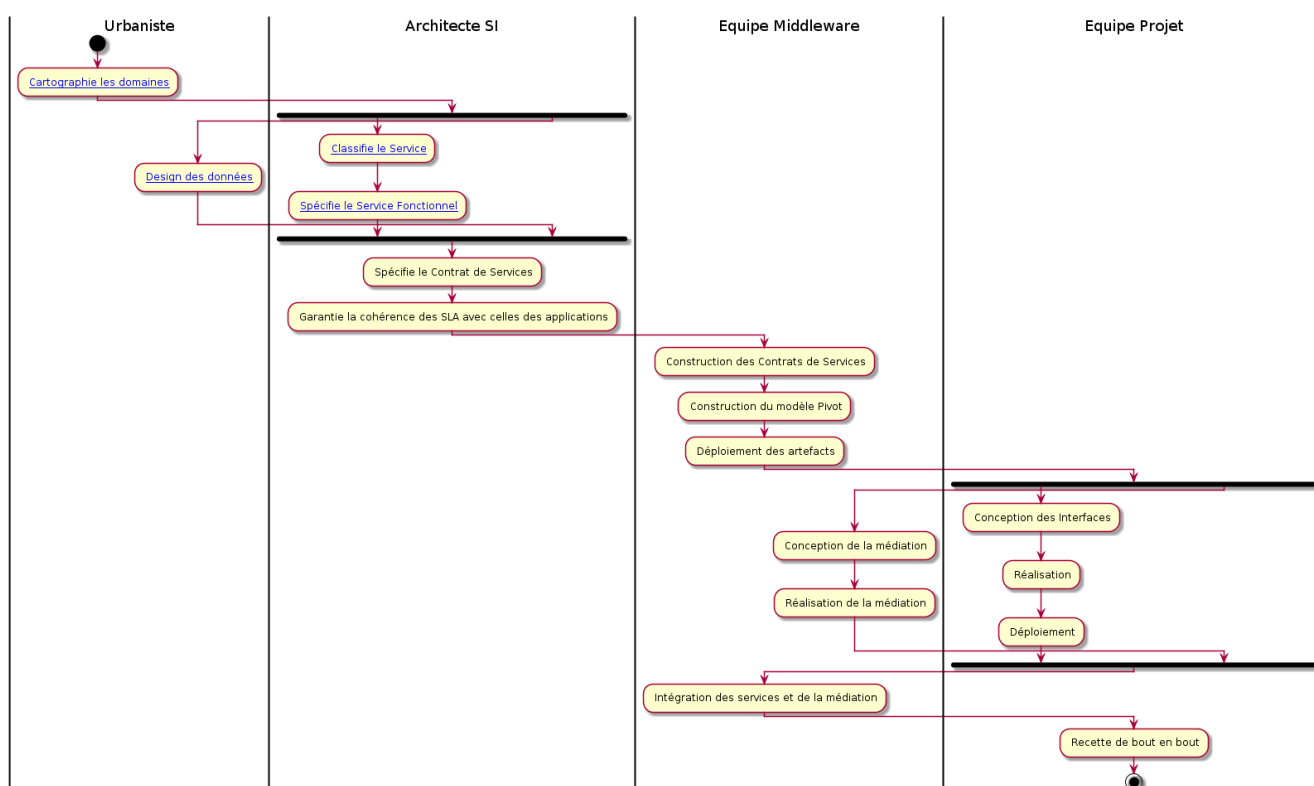 Urbaniste
Architecte SI
Equipe Middleware
Equipe Projet
Cartographie les domaines
Classifie le Service
Design des données
Spécifie le Service Fonctionnel
Spécifie le Contrat de Services
Garantie la cohérence des SLA avec celles des applications
Construction des Contrats de Services
Construction du modèle Pivot
Déploiement des artefacts
Conception des Interfaces
Conception de la médiation
Réalisation
Réalisation de la médiation
Déploiement
Intégration des services et de la médiation
Recette de bout en bout